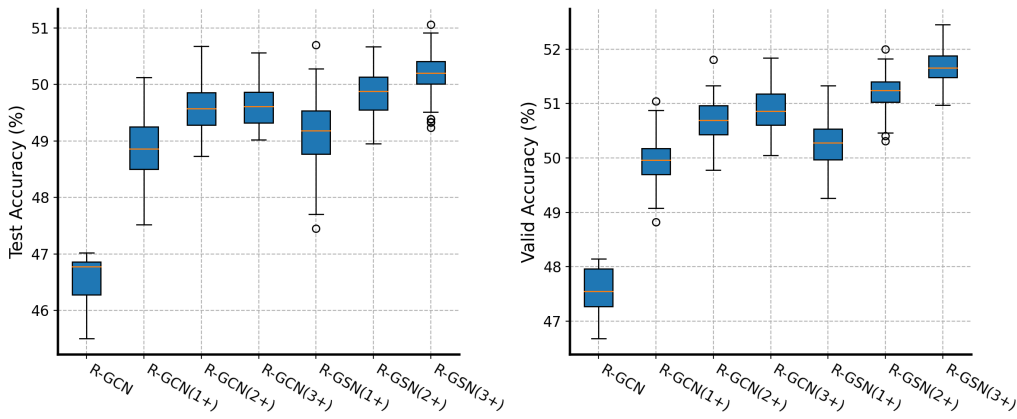 Test Accuracy (%)
51
50
49
48
47
46
R-GCN
R-GCN(1+)
R-GCN(2+)
R-GCN(3+)
R-GSN(1+)
R-GSN(2+)
R-GSN(3+)
Valid Accuracy (%)
52
51
50
49
48
47
R-GCN
R-GCN(1+)
R-GCN(2+)
R-GCN(3+)
R-GSN(1+)
R-GSN(2+)
R-GSN(3+)